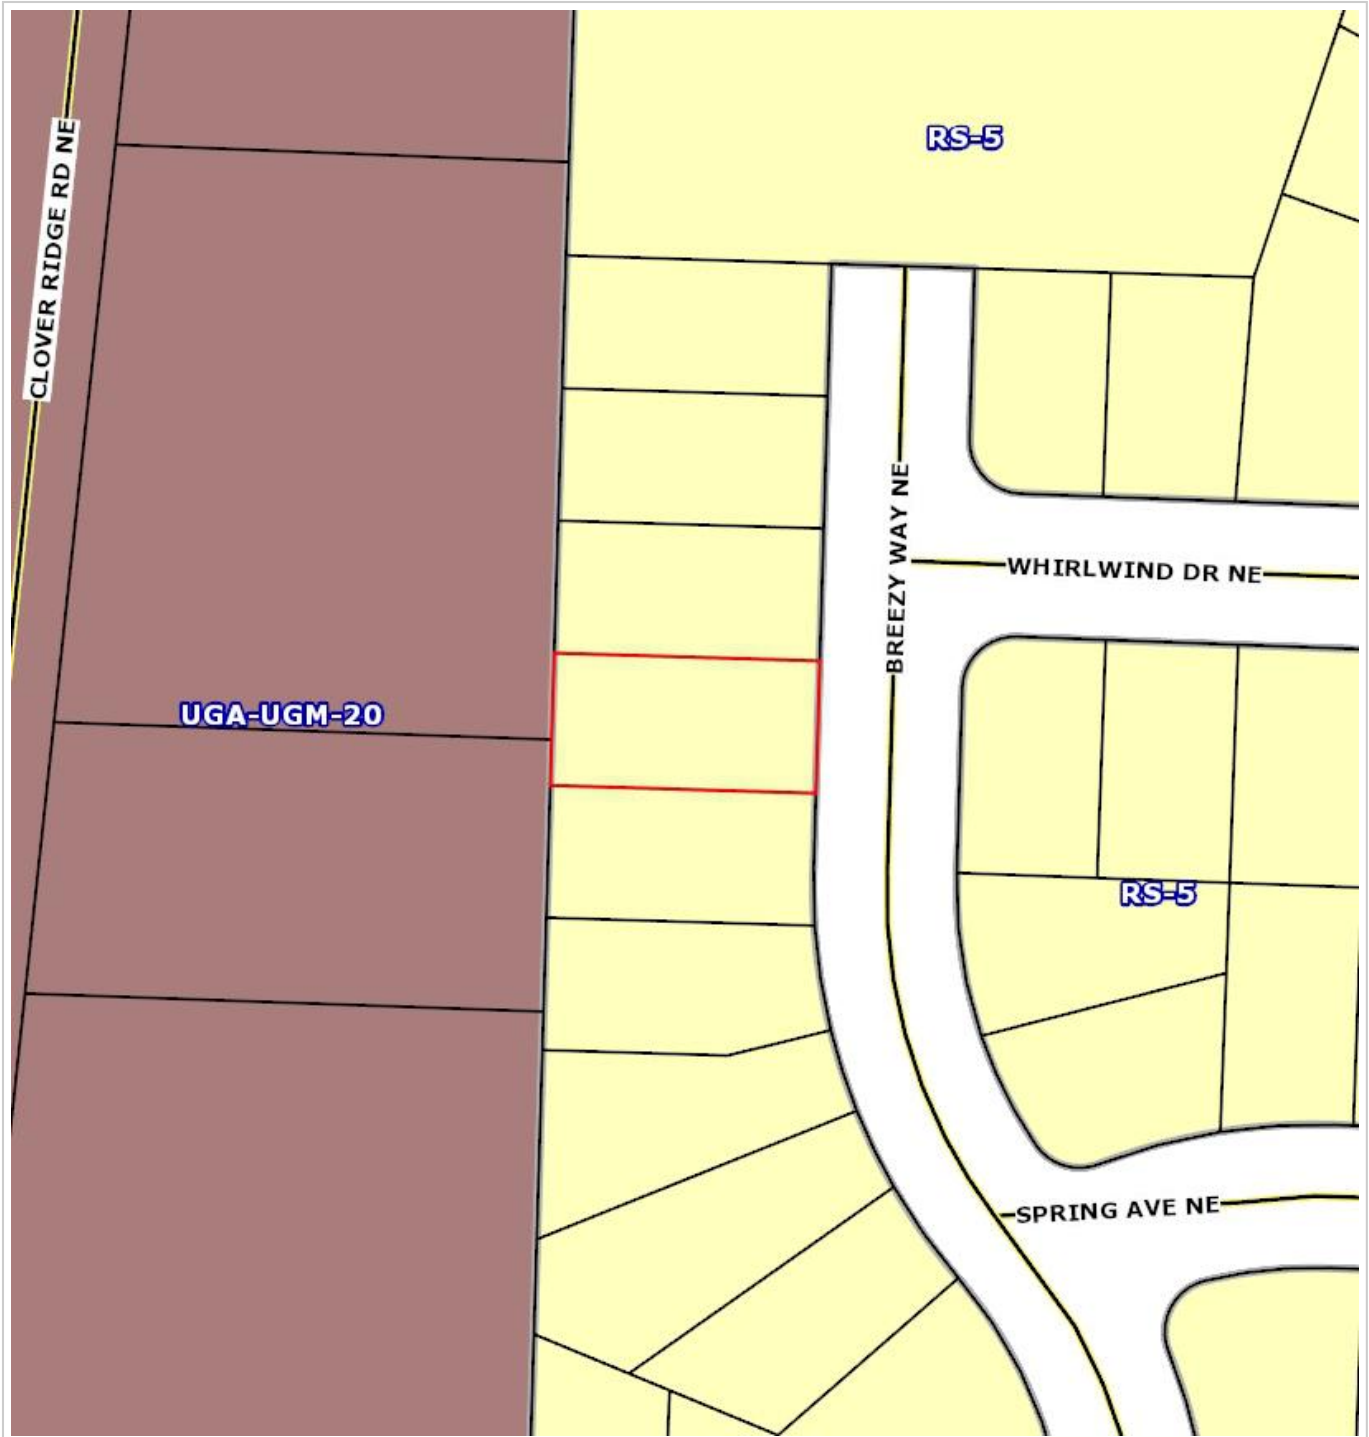 RS-5
CLOVER RIDGE RD NE
BREEZY WAY NE
WHIRLWIND DR NE
UGA-UGM-20
RS-5
SPRING AVE NE